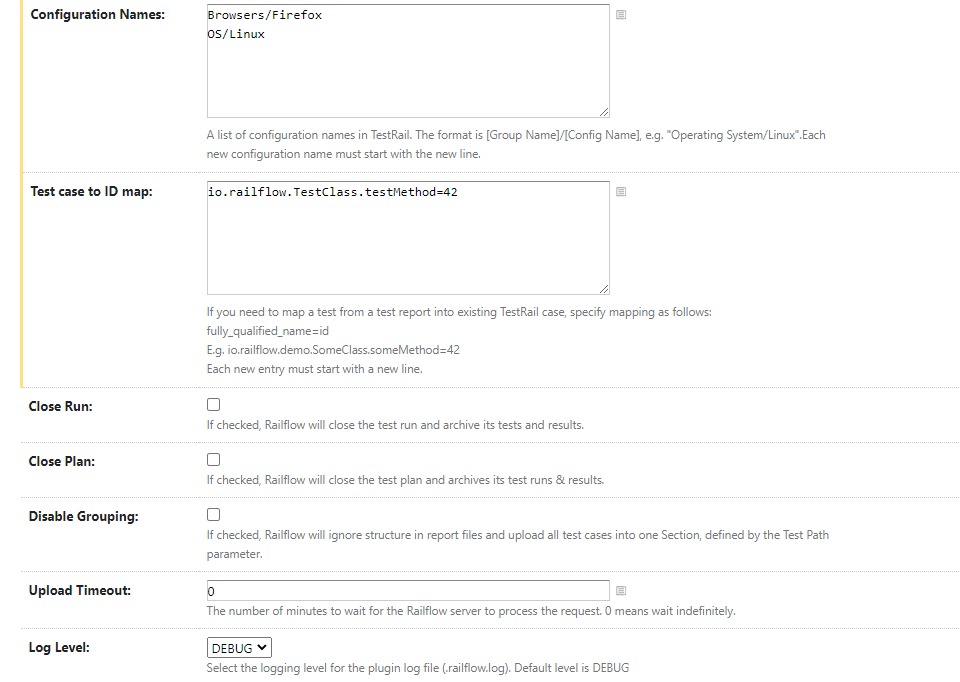 Configuration Names:
Browsers/Firefox
OS/Linux
A list of configuration names in TestRail. The format is [Group Name]/[Config Name], e.g. "Operating System/Linux".Each
new configuration name must start with the new line.
Test case to ID map:
io.railflow.TestClass.testMethod=42
If you need to map a test from a test report into existing TestRail case, specify mapping as follows:
fully_qualified_name=id
E.g. io.railflow.demo.SomeClass.someMethod=42
Each new entry must start with a new line.
Close Run:
If checked, Railflow will close the test run and archive its tests and results.
Close Plan:
If checked, Railflow will close the test plan and archives its test runs & results.
Disable Grouping:
If checked, Railflow will ignore structure in report files and upload all test cases into one Section, defined by the Test Path
parameter.
Upload Timeout:
0
The number of minutes to wait for the Railflow server to process the request. 0 means wait indefinitely.
Log Level:
DEBUG
Select the logging level for the plugin log file (.railflow.log). Default level is DEBUG